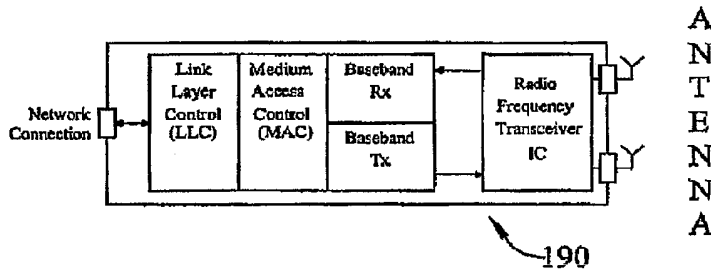 Network
Connection
Link
Layer
Control
(LLC)
Medium
Access
Control
(MAC)
Baseband
Rx
Baseband
Tx
Radio
Frequency
Transceiver
IC
A
N
T
E
N
N
A
190